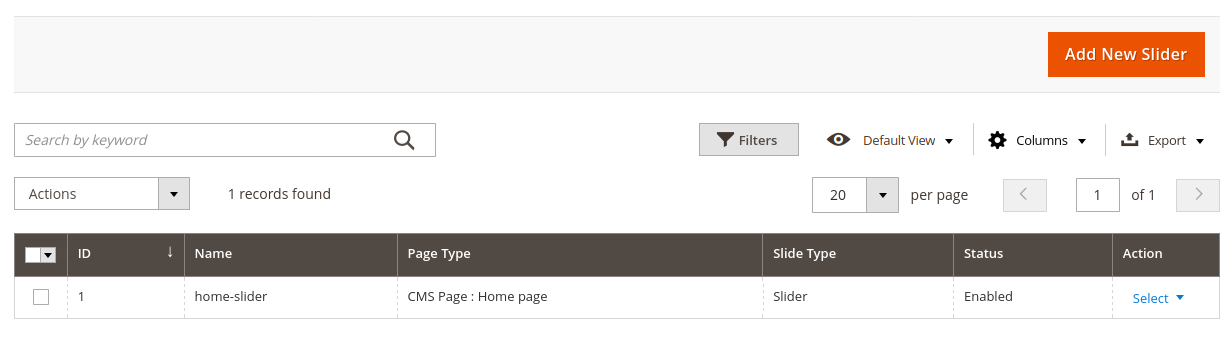 Add New Slider
Search by keyword Filters Default View Columns Export
Actions 1 records found 20 per page 1 of 1
ID ↓ Name Page Type Slide Type Status Action
1 home-slider CMS Page : Home page Slider Enabled Select